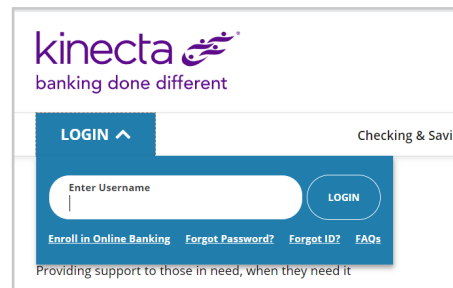 kinecta
banking done different
LOGIN
Checking & Savi
Enter Username
LOGIN
Enroll in Online Banking Forgot Password? Forgot ID? FAQs
Providing support to those in need, when they need it